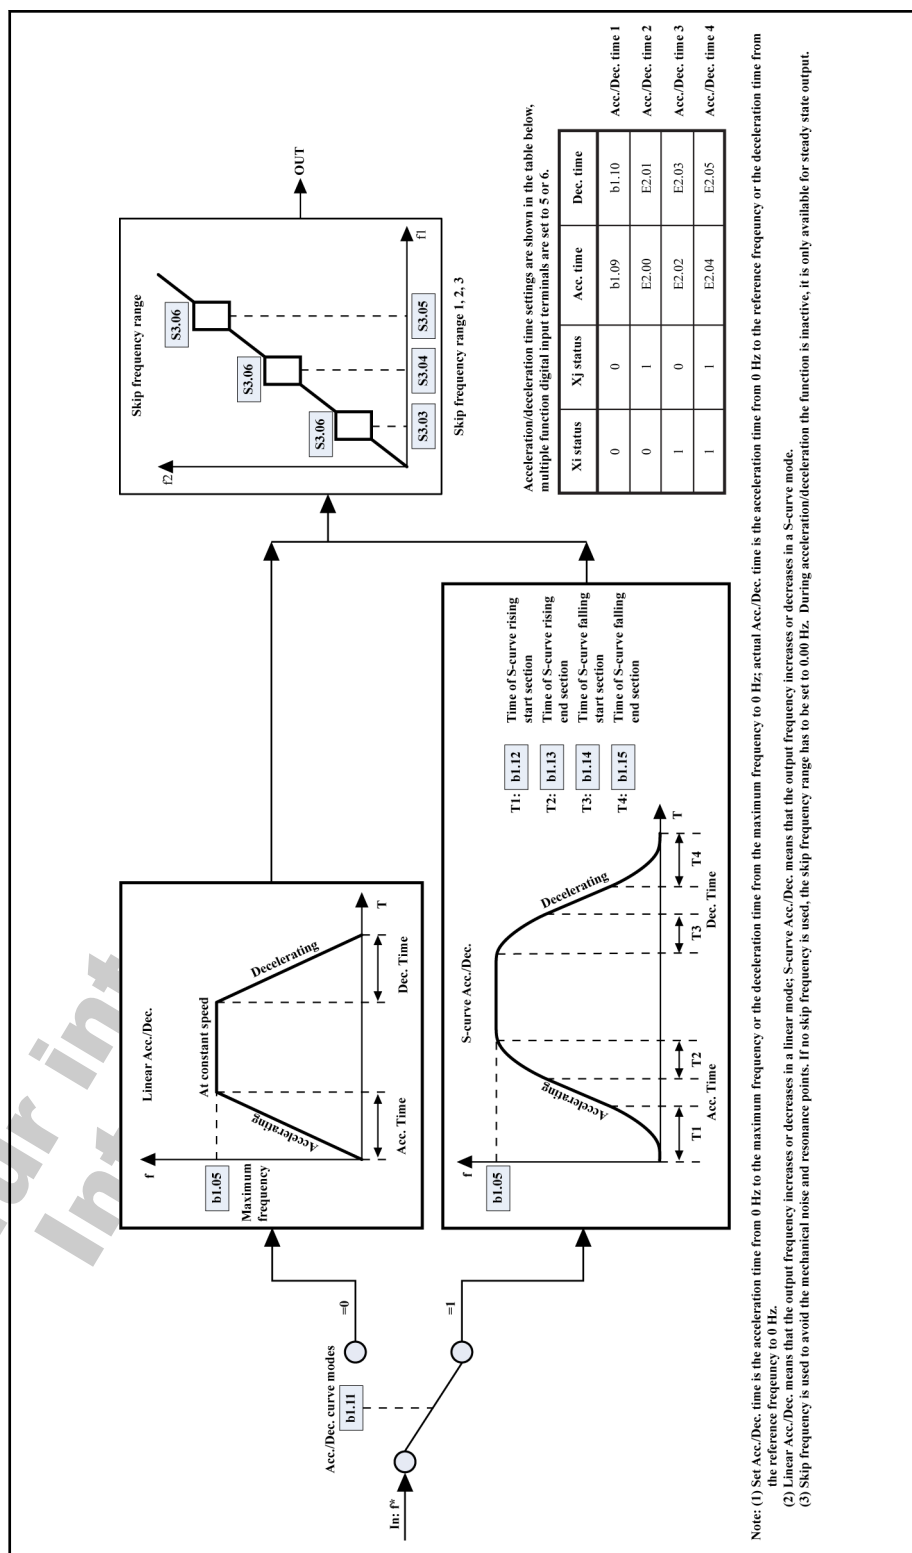 In: f*
Acc./Dec. curve modes
b1.11
=0
=1
Linear Acc./Dec.
f
b1.05
Maximum
frequency
At constant speed
Accelerating
Decelerating
Acc. Time
Dec. Time
T
S-curve Acc./Dec.
f
b1.05
Accelerating
Decelerating
T1
T2
T3
T4
T
Acc. Time
Dec. Time
T1: b1.12 Time of S-curve rising
start section
T2: b1.13 Time of S-curve rising
end section
T3: b1.14 Time of S-curve falling
start section
T4: b1.15 Time of S-curve falling
end section
Skip frequency range
f2
S3.06
S3.06
S3.06
S3.03
S3.04
S3.05
f1
Skip frequency range 1, 2, 3
OUT
Acceleration/deceleration time settings are shown in the table below,
multiple function digital input terminals are set to 5 or 6.
Xi status Xj status Acc. time Dec. time
0 0 b1.09 b1.10 Acc./Dec. time 1
0 1 E2.00 E2.01 Acc./Dec. time 2
1 0 E2.02 E2.03 Acc./Dec. time 3
1 1 E2.04 E2.05 Acc./Dec. time 4
Note: (1) Set Acc./Dec. time is the acceleration time from 0 Hz to the maximum frequency or the deceleration time from the maximum frequency to 0 Hz; actual Acc./Dec. time is the acceleration time from 0 Hz to the reference freqeuncy or the deceleration time from
the reference freqeuncy to 0 Hz.
(2) Linear Acc./Dec. means that the output frequency increases or decreases in a linear mode; S-curve Acc./Dec. means that the output frequency increases or decreases in a S-curve mode.
(3) Skip frequency is used to avoid the mechanical noise and resonance points. If no skip frequency is used, the skip frequency range has to be set to 0.00 Hz. During acceleration/deceleration the function is inactive, it is only available for steady state output.